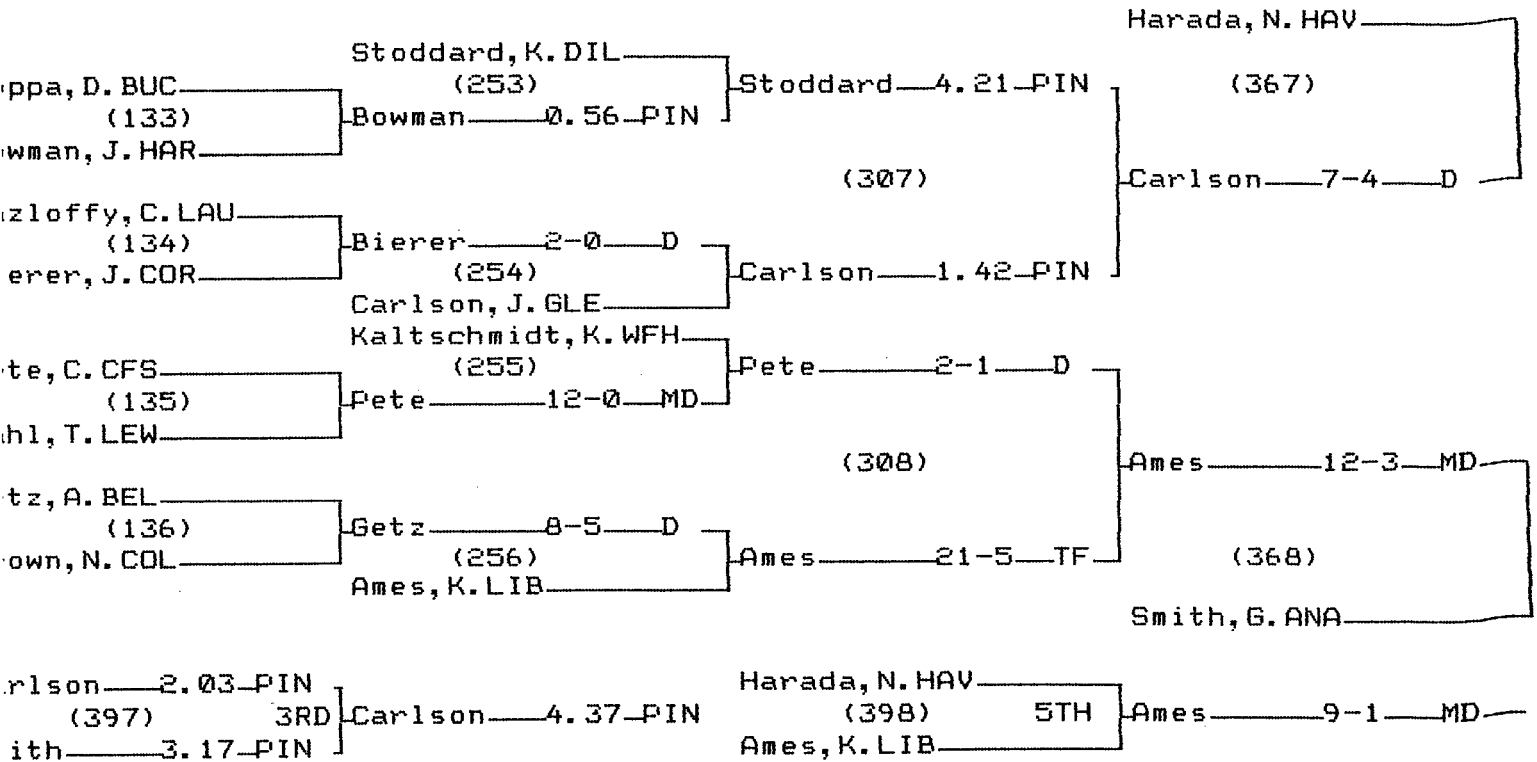 Harada, N. HAV
Stoddard, K. DIL
ppa, D. BUC (253) Stoddard 4.21 PIN (367)
(133) Bowman 0.56 PIN
wman, J. HAR
(307) Carlson 7-4 D
zloffy, C. LAU
(134) Bierer 2-0 D
erer, J. COR (254) Carlson 1.42 PIN
Carlson, J. GLE
Kaltschmidt, K. WFH
te, C. CFS (255) Pete 2-1 D
(135) Pete 12-0 MD
hl, T. LEW
(308) Ames 12-3 MD
tz, A. BEL
(136) Getz 8-5 D
own, N. COL (256) Ames 21-5 TF (368)
Ames, K. LIB
Smith, G. ANA
rlson 2.03 PIN Harada, N. HAV
(397) 3RD Carlson 4.37 PIN (398) 5TH Ames 9-1 MD
ith 3.17 PIN Ames, K. LIB